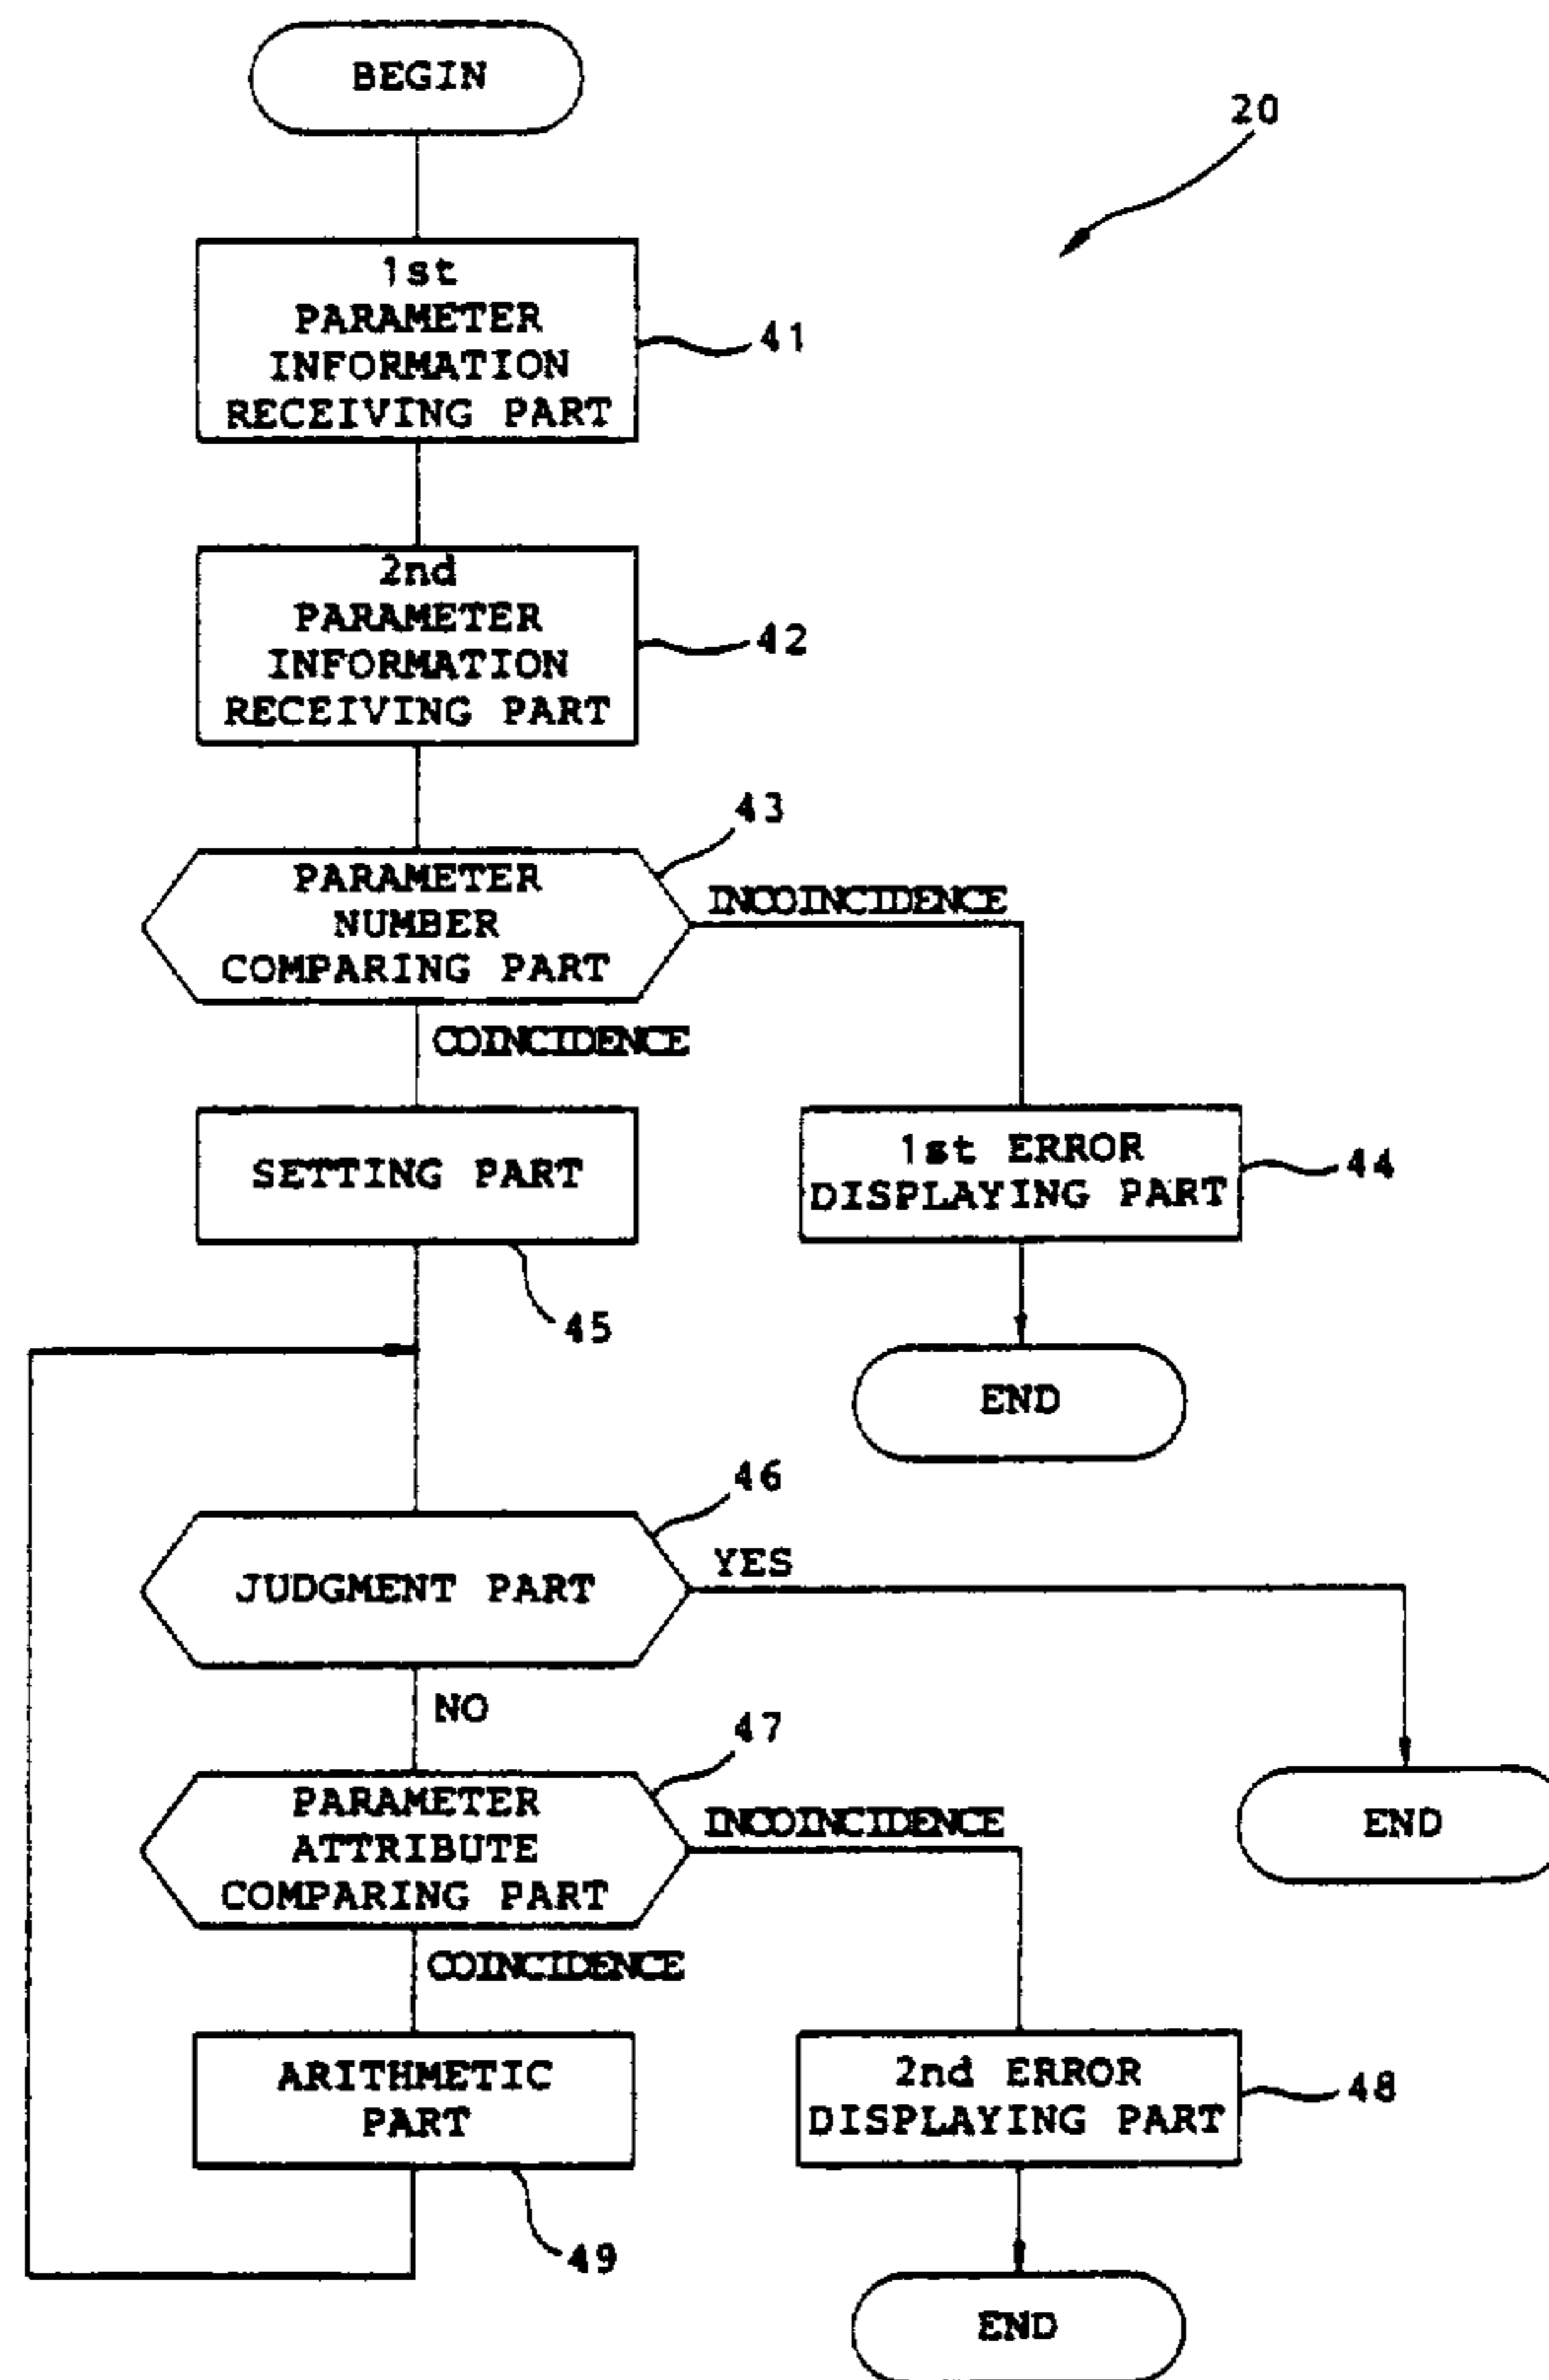 BEGIN
20
1st
PARAMETER
INFORMATION
RECEIVING PART
41
2nd
PARAMETER
INFORMATION
RECEIVING PART
42
43
PARAMETER
NUMBER
COMPARING PART
INCOINCIDENCE
COINCIDENCE
SETTING PART
45
1st ERROR
DISPLAYING PART
44
END
46
JUDGMENT PART
YES
NO
END
47
PARAMETER
ATTRIBUTE
COMPARING PART
INCOINCIDENCE
COINCIDENCE
ARITHMETIC
PART
49
2nd ERROR
DISPLAYING PART
48
END